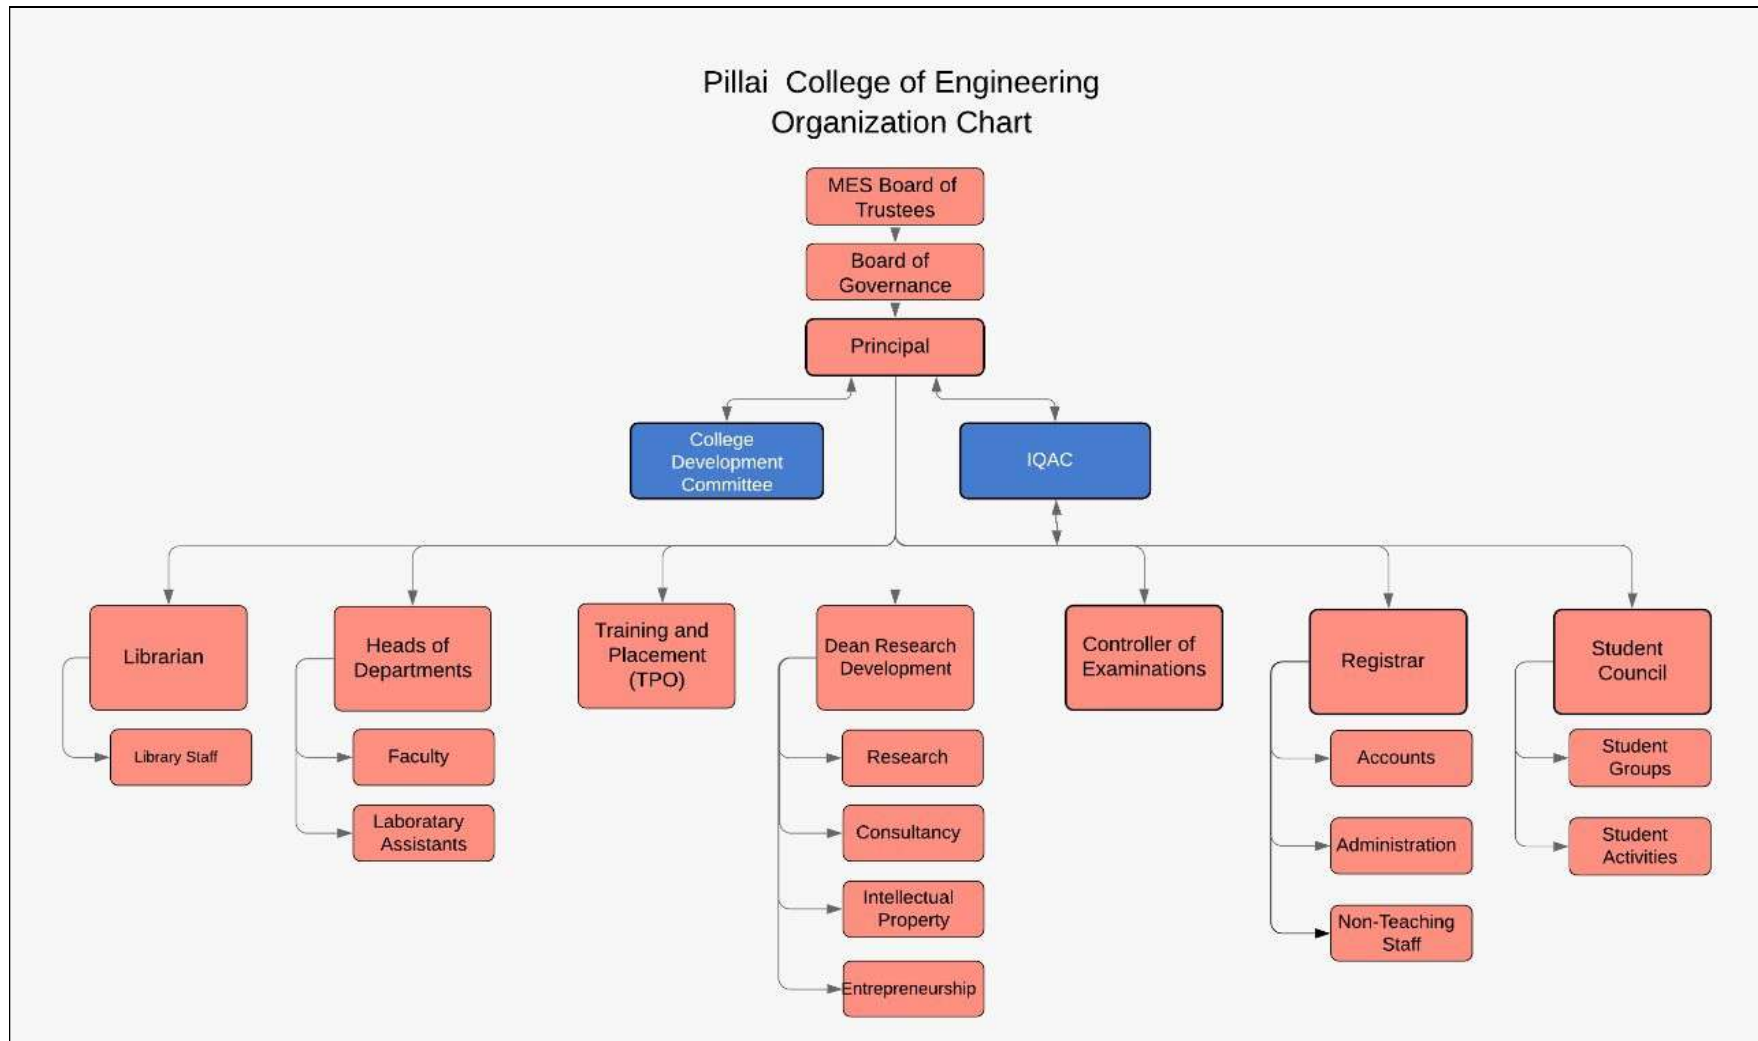 Pillai College of Engineering
Organization Chart
MES Board of
Trustees
Board of
Governance
Principal
College
Development
Committee
IQAC
Librarian
Heads of
Departments
Training and
Placement
(TPO)
Dean Research
Development
Controller of
Examinations
Registrar
Student
Council
Library Staff
Faculty
Laboratary
Assistants
Research
Consultancy
Intellectual
Property
Entrepreneurship
Accounts
Administration
Non-Teaching
Staff
Student
Groups
Student
Activities